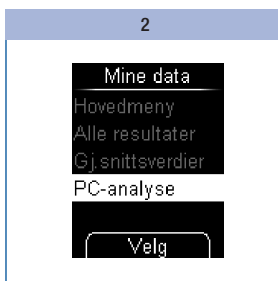 2
Mine data
Hovedmeny
Alle resultater
Gj.snittsverdier
PC-analyse
Velg